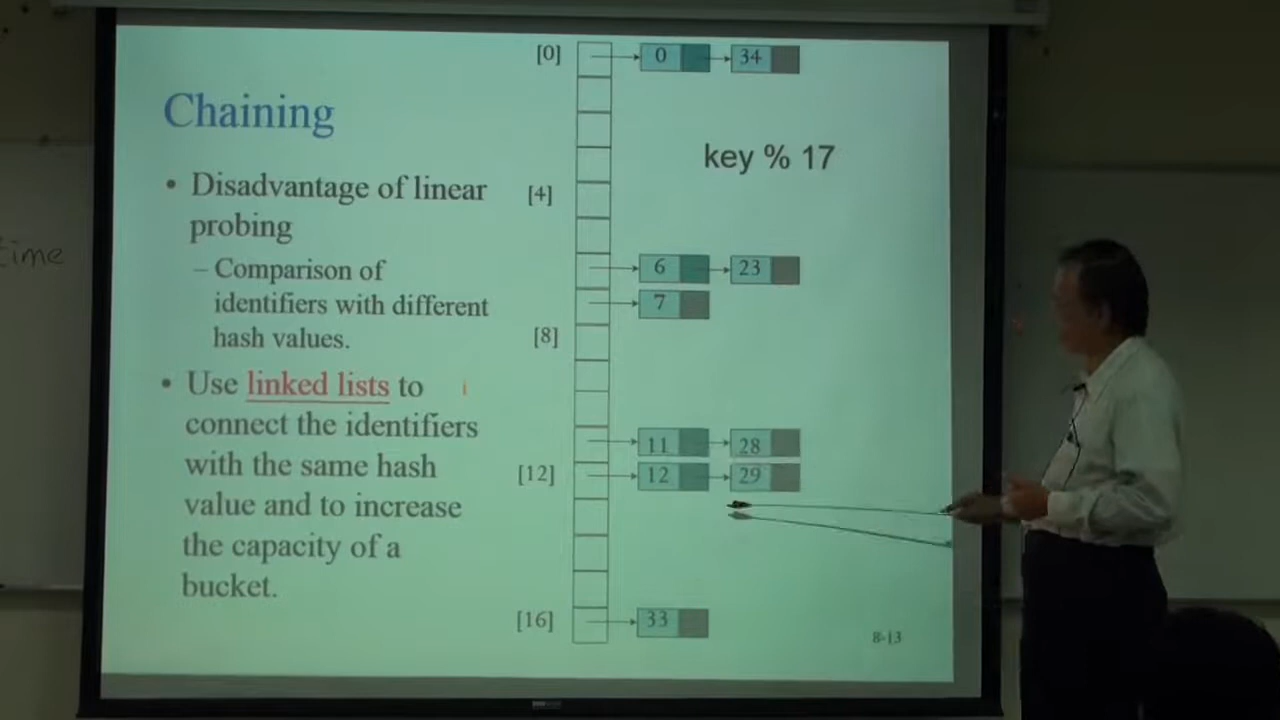 time
Chaining
• Disadvantage of linear
probing
– Comparison of
identifiers with different
hash values.
• Use linked lists to
connect the identifiers
with the same hash
value and to increase
the capacity of a
bucket.
[0] 0 34
key % 17
[4]
6 23
7
[8]
11 28
[12] 12 29
[16] 33
8-13